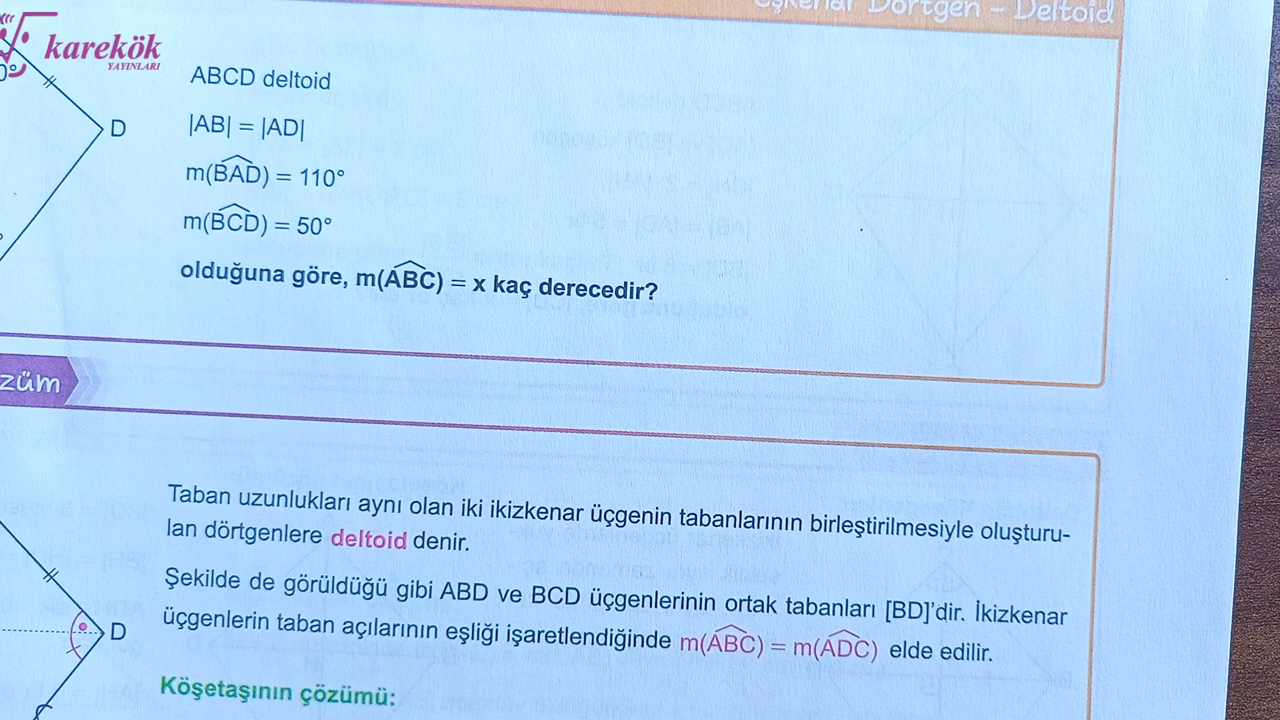 Eşkenar Dörtgen – Deltoid
karekök
YAYINLARI
D
ABCD deltoid
|AB| = |AD|
m(BAD) = 110°
m(BCD) = 50°
olduğuna göre, m(ABC) = x kaç derecedir?
züm
Taban uzunlukları aynı olan iki ikizkenar üçgenin tabanlarının birleştirilmesiyle oluşturu-
lan dörtgenlere deltoid denir.
Şekilde de görüldüğü gibi ABD ve BCD üçgenlerinin ortak tabanları [BD]'dir. İkizkenar
üçgenlerin taban açılarının eşliği işaretlendiğinde m(ABC) = m(ADC) elde edilir.
D
Köşetaşının çözümü: